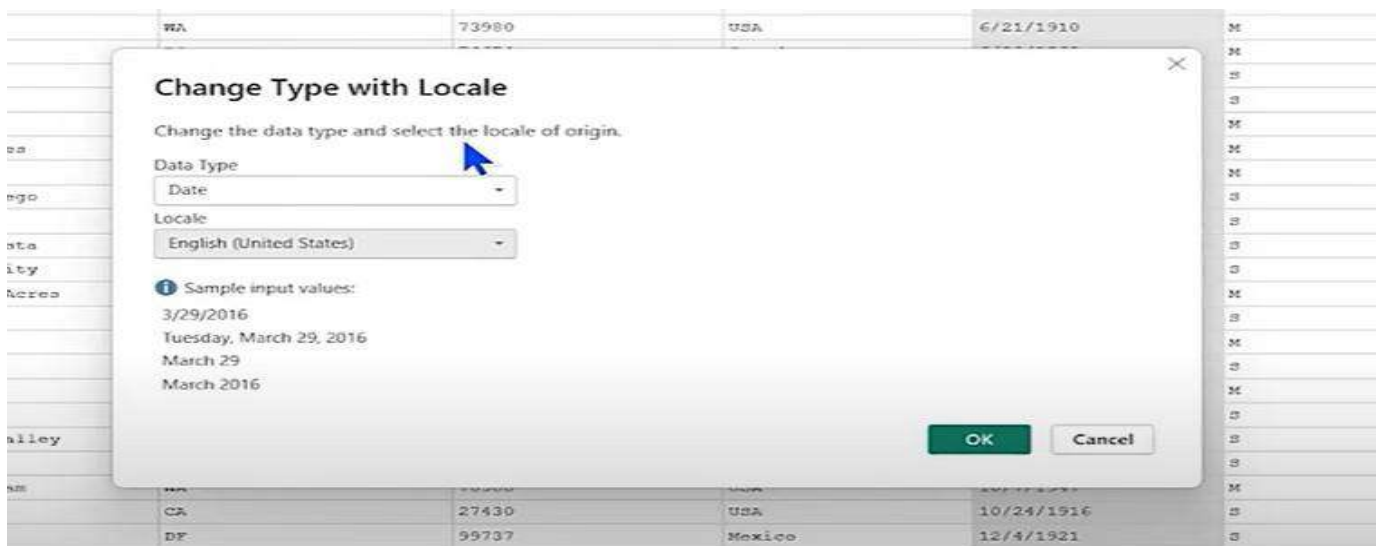 WA 73980 USA 6/21/1910 M
M
Change Type with Locale
S
Change the data type and select the locale of origin.
S
M
Data Type
M
Date
M
ego S
Locale
S
English (United States)
ata S
ity S
Sample input values:
Acres M
3/29/2016
S
Tuesday, March 29, 2016
M
March 29
S
March 2016
M
S
alley OK Cancel S
S
M
CA 27430 USA 10/24/1916 S
DF 99737 Mexico 12/4/1921 S